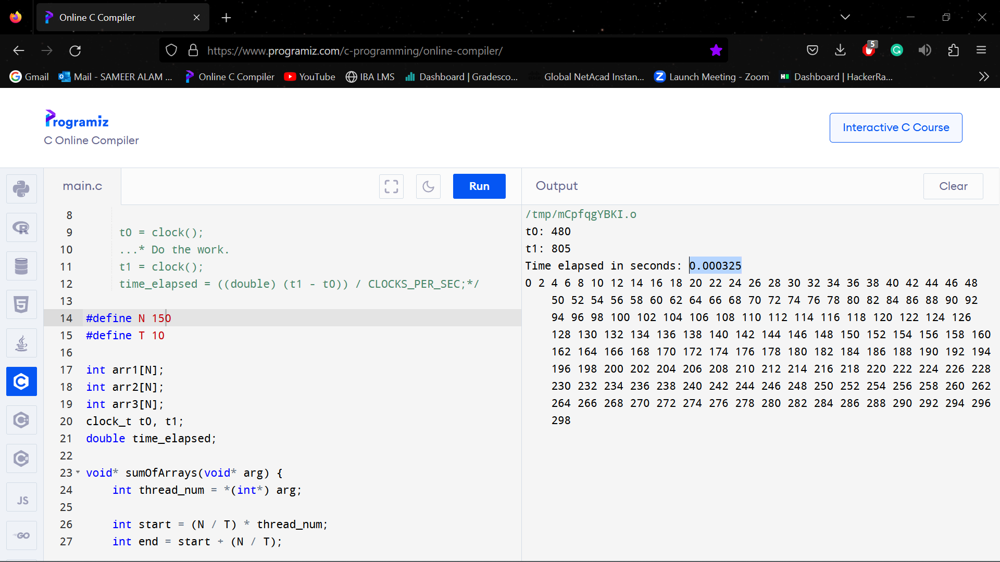 Online C Compiler
https://www.programiz.com/c-programming/online-compiler/
5
Gmail
Mail - SAMEER ALAM ...
Online C Compiler
YouTube
IBA LMS
Dashboard | Gradesco...
Global NetAcad Instan...
Launch Meeting - Zoom
Dashboard | HackerRa...
Programiz
C Online Compiler
Interactive C Course
main.c
Run
Output
Clear
8
9 t0 = clock();
10 ...* Do the work.
11 t1 = clock();
12 time_elapsed = ((double) (t1 - t0)) / CLOCKS_PER_SEC;*/
13
14 #define N 150
15 #define T 10
16
17 int arr1[N];
18 int arr2[N];
19 int arr3[N];
20 clock_t t0, t1;
21 double time_elapsed;
22
23 void* sumOfArrays(void* arg) {
24 int thread_num = *(int*) arg;
25
26 int start = (N / T) * thread_num;
27 int end = start + (N / T);
JS
GO
/tmp/mCpfqgYBKI.o
t0: 480
t1: 805
Time elapsed in seconds: 0.000325
0 2 4 6 8 10 12 14 16 18 20 22 24 26 28 30 32 34 36 38 40 42 44 46 48
50 52 54 56 58 60 62 64 66 68 70 72 74 76 78 80 82 84 86 88 90 92
94 96 98 100 102 104 106 108 110 112 114 116 118 120 122 124 126
128 130 132 134 136 138 140 142 144 146 148 150 152 154 156 158 160
162 164 166 168 170 172 174 176 178 180 182 184 186 188 190 192 194
196 198 200 202 204 206 208 210 212 214 216 218 220 222 224 226 228
230 232 234 236 238 240 242 244 246 248 250 252 254 256 258 260 262
264 266 268 270 272 274 276 278 280 282 284 286 288 290 292 294 296
298